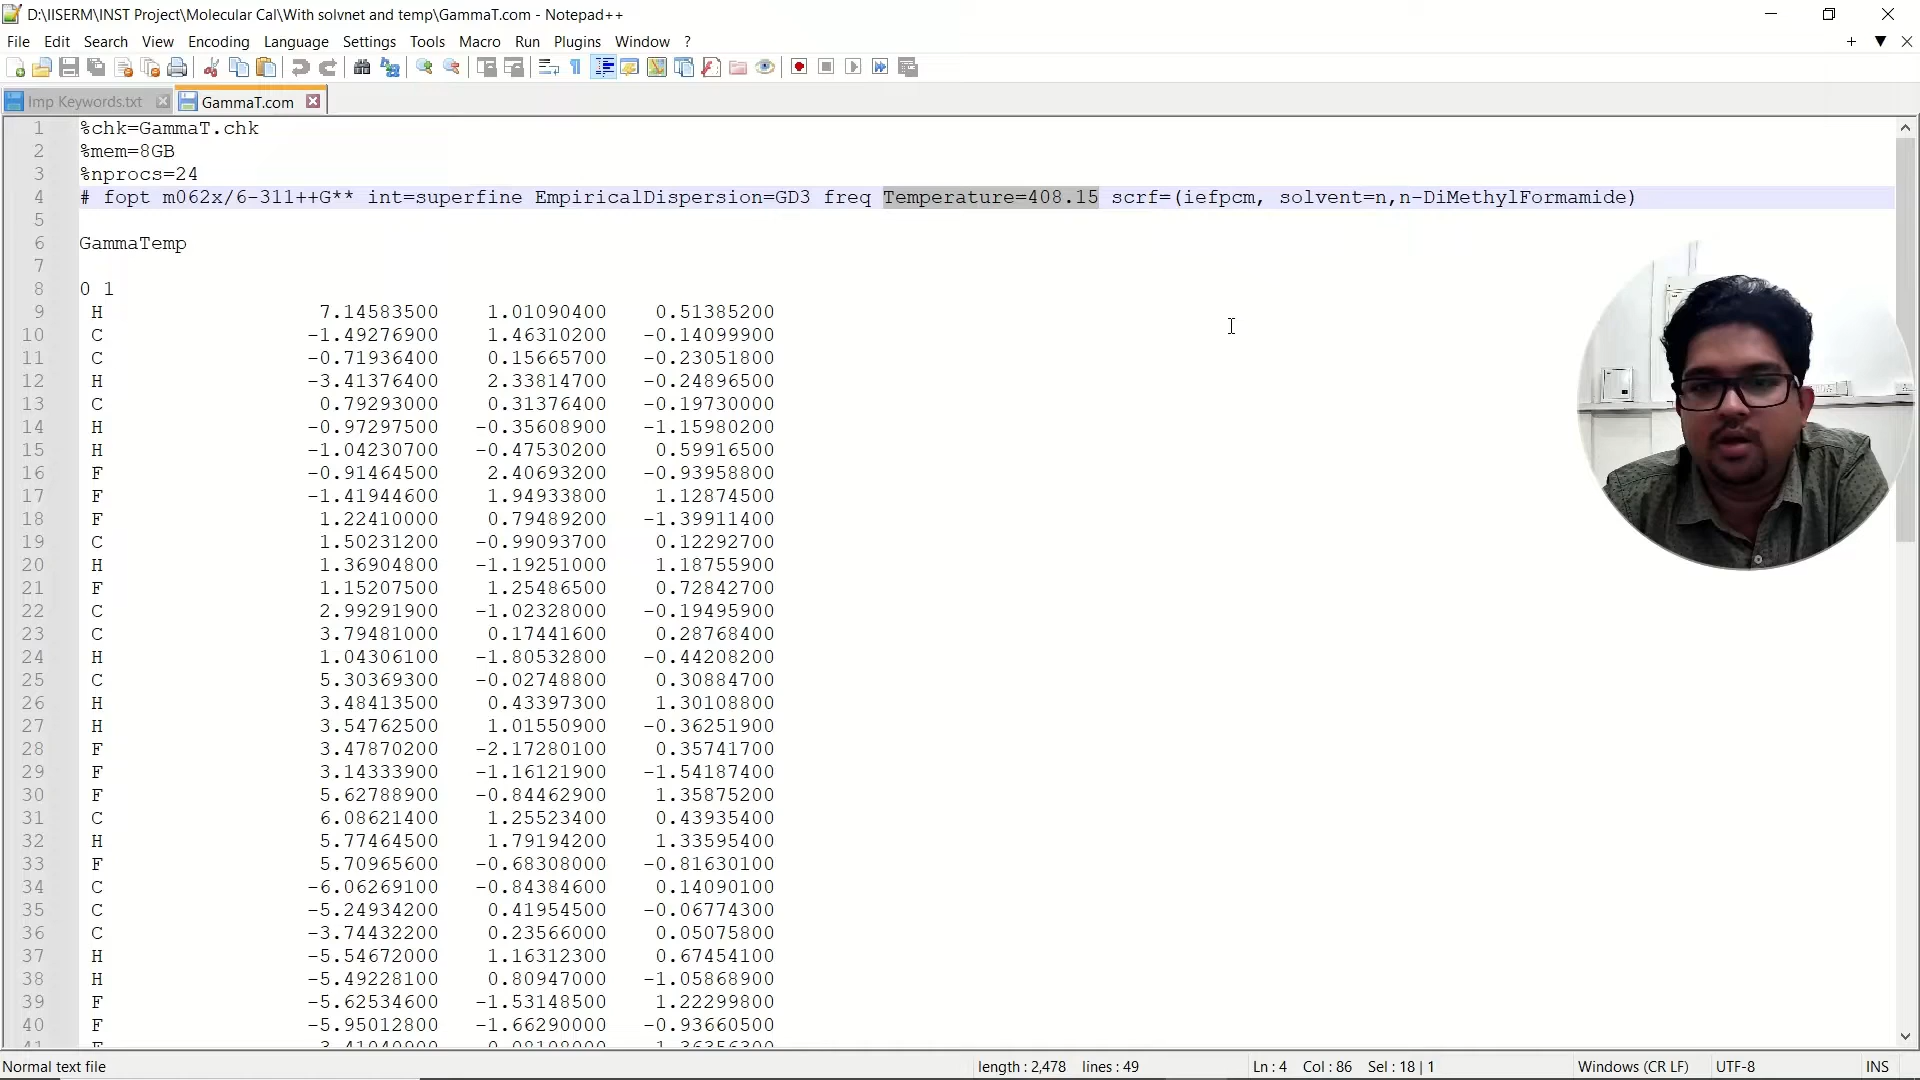 D:\IISERM\INST Project\Molecular Cal\With solvnet and temp\GammaT.com - Notepad++
File Edit Search View Encoding Language Settings Tools Macro Run Plugins Window ?
Imp Keywords.txt GammaT.com
1 %chk=GammaT.chk
2 %mem=8GB
3 %nprocs=24
4 # fopt m062x/6-311++G** int=superfine EmpiricalDispersion=GD3 freq Temperature=408.15 scrf=(iefpcm, solvent=n,n-DiMethylFormamide)
5
6 GammaTemp
7
8 0 1
9 H 7.14583500 1.01090400 0.51385200
10 C -1.49276900 1.46310200 -0.14099900
11 C -0.71936400 0.15665700 -0.23051800
12 H -3.41376400 2.33814700 -0.24896500
13 C 0.79293000 0.31376400 -0.19730000
14 H -0.97297500 -0.35608900 -1.15980200
15 H -1.04230700 -0.47530200 0.59916500
16 F -0.91464500 2.40693200 -0.93958800
17 F -1.41944600 1.94933800 1.12874500
18 F 1.22410000 0.79489200 -1.39911400
19 C 1.50231200 -0.99093700 0.12292700
20 H 1.36904800 -1.19251000 1.18755900
21 F 1.15207500 1.25486500 0.72842700
22 C 2.99291900 -1.02328000 -0.19495900
23 C 3.79481000 0.17441600 0.28768400
24 H 1.04306100 -1.80532800 -0.44208200
25 C 5.30369300 -0.02748800 0.30884700
26 H 3.48413500 0.43397300 1.30108800
27 H 3.54762500 1.01550900 -0.36251900
28 F 3.47870200 -2.17280100 0.35741700
29 F 3.14333900 -1.16121900 -1.54187400
30 F 5.62788900 -0.84462900 1.35875200
31 C 6.08621400 1.25523400 0.43935400
32 H 5.77464500 1.79194200 1.33595400
33 F 5.70965600 -0.68308000 -0.81630100
34 C -6.06269100 -0.84384600 0.14090100
35 C -5.24934200 0.41954500 -0.06774300
36 C -3.74432200 0.23566000 0.05075800
37 H -5.54672000 1.16312300 0.67454100
38 H -5.49228100 0.80947000 -1.05868900
39 F -5.62534600 -1.53148500 1.22299800
40 F -5.95012800 -1.66290000 -0.93660500
Normal text file length : 2,478 lines : 49 Ln : 4 Col : 86 Sel : 18 | 1 Windows (CR LF) UTF-8 INS